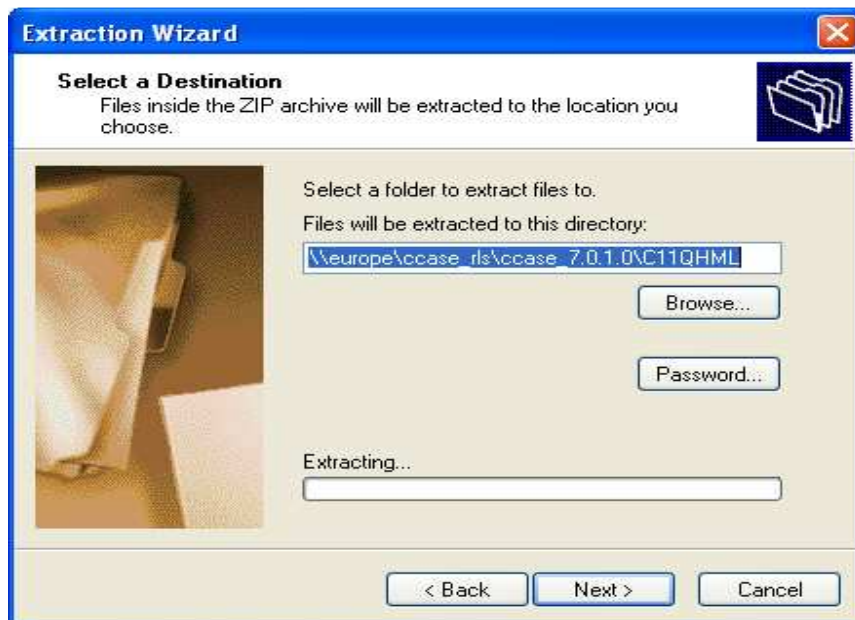 Extraction Wizard
Select a Destination
Files inside the ZIP archive will be extracted to the location you
choose.
Select a folder to extract files to.
Files will be extracted to this directory:
\\europe\ccase_rls\ccase_7.0.1.0\C11QHML
Browse...
Password...
Extracting...
< Back
Next >
Cancel